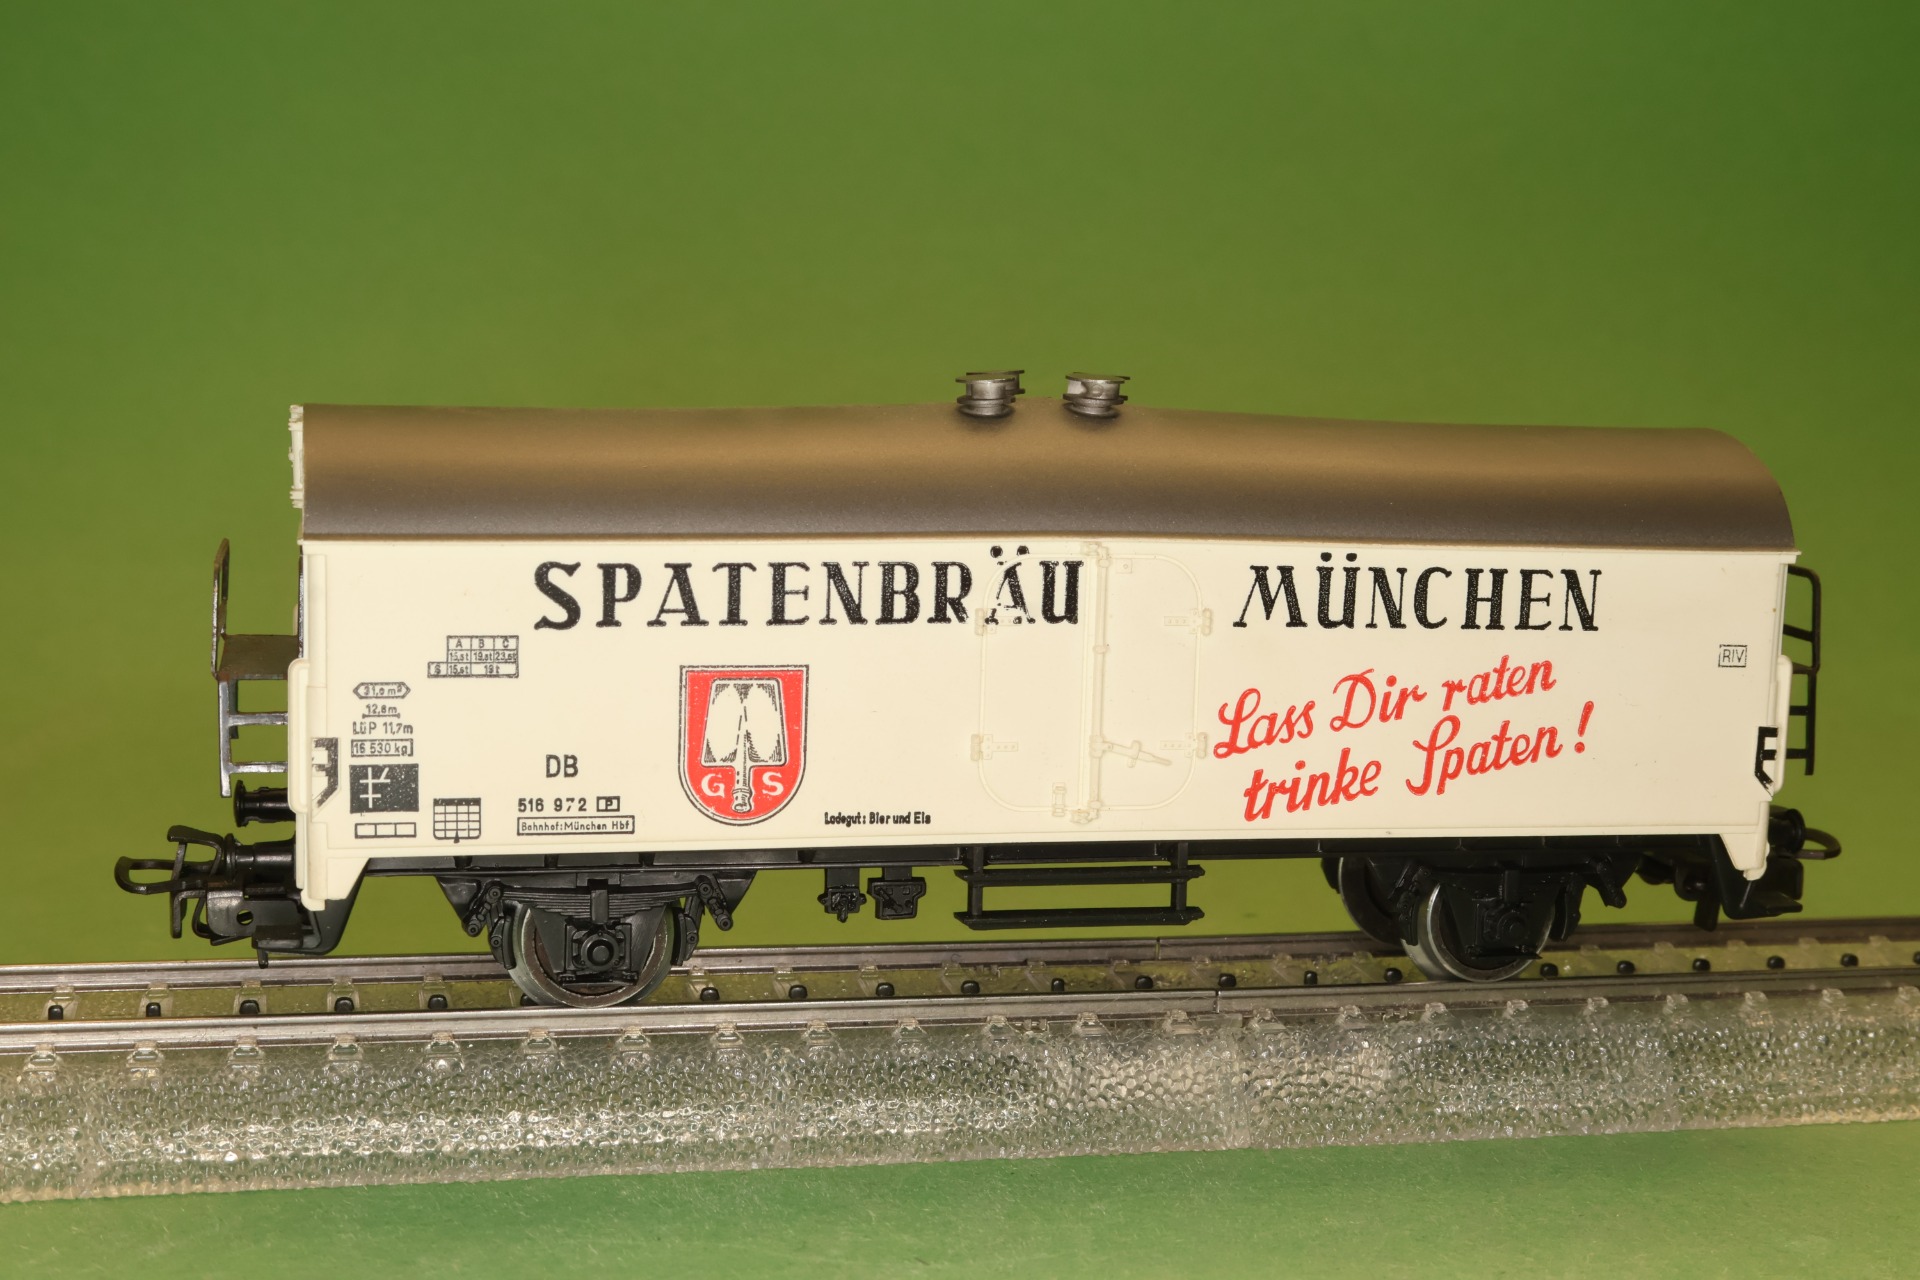 SPATENBRÄU MÜNCHEN
A B C
S
RIV
Lass Dir raten
trinke Spaten!
12,8m
LüP 11,7m
16 530 kg
DB
G S
516 972 P
Bahnhof: München Hbf
Ladegut: Bier und Eis